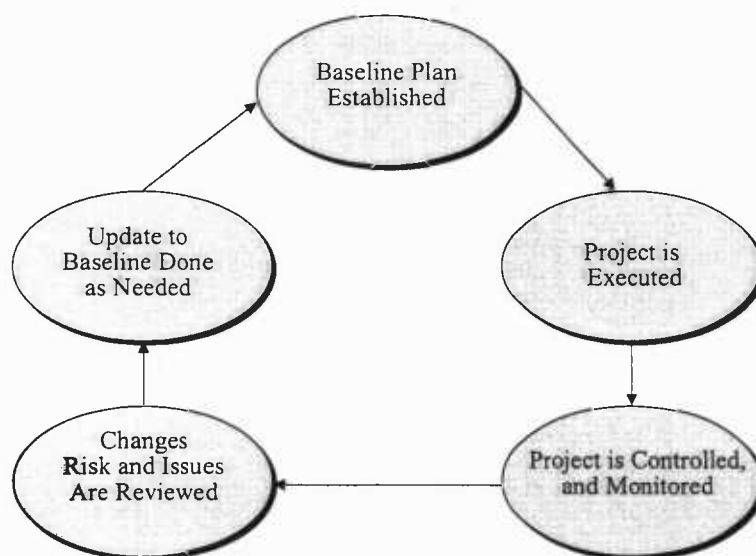 Baseline Plan
Established
Project is
Executed
Project is Controlled,
and Monitored
Changes
Risk and Issues
Are Reviewed
Update to
Baseline Done
as Needed